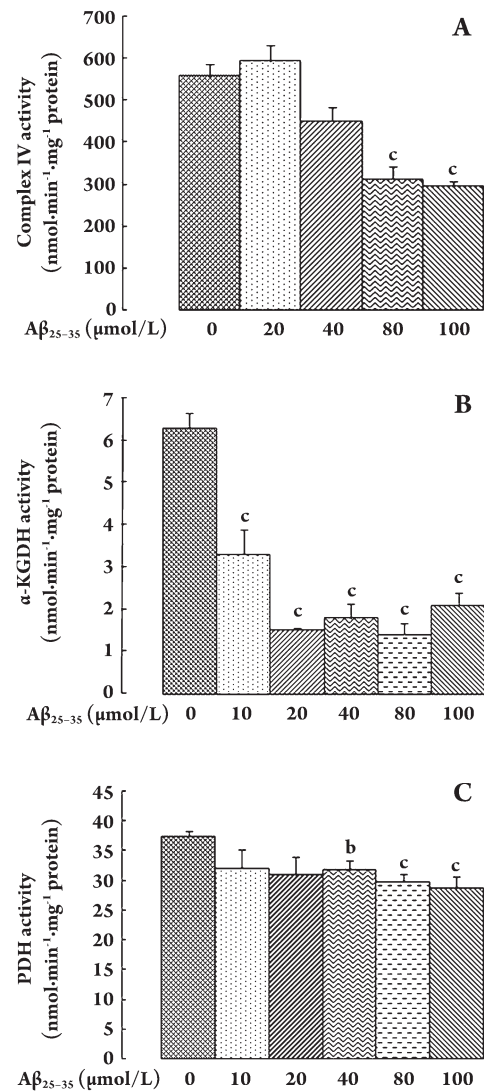 A
Complex IV activity
(nmol·min⁻¹·mg⁻¹ protein)
700
600
500
400
300
200
100
0
c c
Aβ₂₅₋₃₅ (μmol/L) 0 20 40 80 100
B
α-KGDH activity
(nmol·min⁻¹·mg⁻¹ protein)
7
6
5
4
3
2
1
0
c c c c c
Aβ₂₅₋₃₅ (μmol/L) 0 10 20 40 80 100
C
PDH activity
(nmol·min⁻¹·mg⁻¹ protein)
45
40
35
30
25
20
15
10
5
0
b c c
Aβ₂₅₋₃₅ (μmol/L) 0 10 20 40 80 100